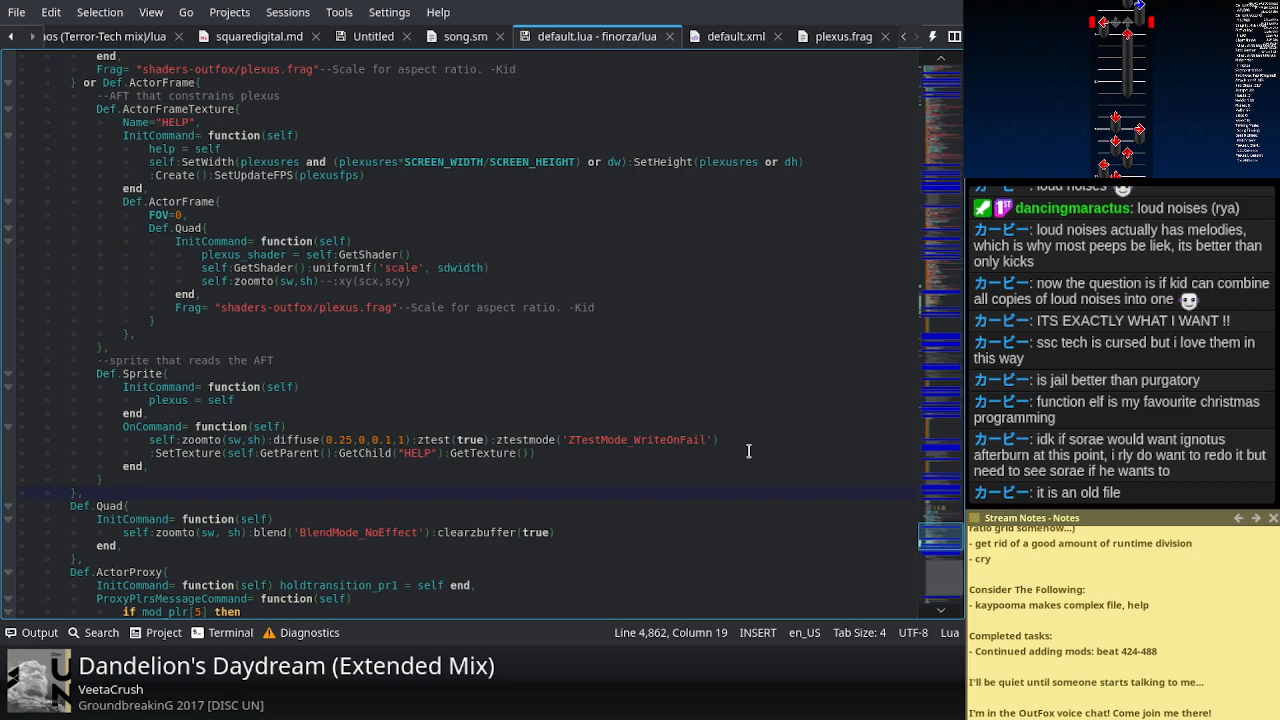 File Edit Selection View Go Projects Sessions Tools Settings Help
os (Terror-Tech mix)/lua squaredigital.md Untitled song.sm default.lua - finorza/lua default.xml plexus.frag
end,
Frag= "shaders-outfox/plexus.frag"--Scale for aspect ratio. -Kid
} or Def.ActorFrame{
--AFT that constrains plexus
Def.ActorFrameTexture{
Name="HELP",
InitCommand= function(self)
help = self
self:SetWidth(plexusres and (plexusres*SCREEN_WIDTH/SCREEN_HEIGHT) or dw):SetHeight(plexusres or dh)
:Create():SetUpdateFPS(plexusfps)
end,
Def.ActorFrame{
FOV=0,
Def.Quad{
InitCommand= function(self)
plexus_shader = self:GetShader()
self:GetShader():uniform1f('scale', sdwidth)
self:zoomto(sw,sh)--:xy(scx,scy)
end,
Frag= "shaders-outfox/plexus.frag"--Scale for aspect ratio. -Kid
}
},
},
--sprite that reads the AFT
Def.Sprite{
InitCommand= function(self)
plexus = self
end,
OnCommand= function(self)
self:zoomto(sw,sh):diffuse(0.25,0,0.1,1):ztest(true):ztestmode('ZTestMode_WriteOnFail')
:SetTexture(self:GetParent():GetChild("HELP"):GetTexture())
end,
}
},
Def.Quad{
InitCommand= function(self)
self:zoomto(sw, sh):blend('BlendMode_NoEffect'):clearzbuffer(true)
end,
},
Def.ActorProxy{
InitCommand= function(self) holdtransition_pr1 = self end,
ProxyPlrsMessageCommand= function(self)
if mod_plr[5] then
Output Search Project Terminal Diagnostics Line 4,862, Column 19 INSERT en_US Tab Size: 4 UTF-8 Lua
Dandelion's Daydream (Extended Mix)
VeetaCrush
GroundbreakinG 2017 [DISC UN]
カービー: loud noises
dancingmaractus: loud noises (rya)
カービー: loud noises actually has melodies,
which is why most peeps be liek, its better than
only kicks
カービー: now the question is if kid can combine
all copies of loud noises into one
カービー: ITS EXACTLY WHAT I WANT !!
カービー: ssc tech is cursed but i love them in
this way
カービー: is jail better than purgatory
カービー: function elf is my favourite christmas
programming
カービー: idk if sorae would want ignotus
afterburn at this point, i rly do want to redo it but
need to see sorae if he wants to
カービー: it is an old file
Stream Notes - Notes
ratio grid somehow...)
- get rid of a good amount of runtime division
- cry
Consider The Following:
- kaypooma makes complex file, help
Completed tasks:
- Continued adding mods: beat 424-488
I'll be quiet until someone starts talking to me...
I'm in the OutFox voice chat! Come join me there!